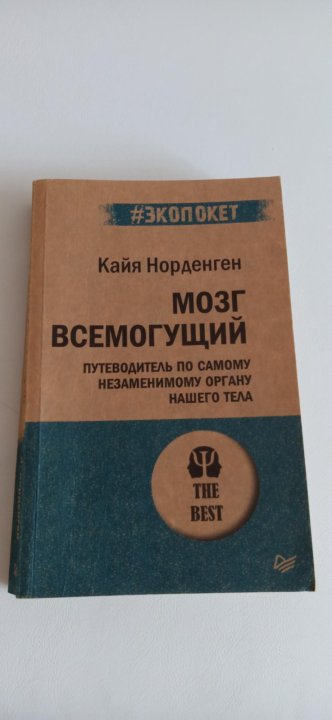 #ЭКОПОКЕТ
Кайя Норденген
МОЗГ
ВСЕМОГУЩИЙ
ПУТЕВОДИТЕЛЬ ПО САМОМУ
НЕЗАМЕНИМОМУ ОРГАНУ
НАШЕГО ТЕЛА
THE
BEST